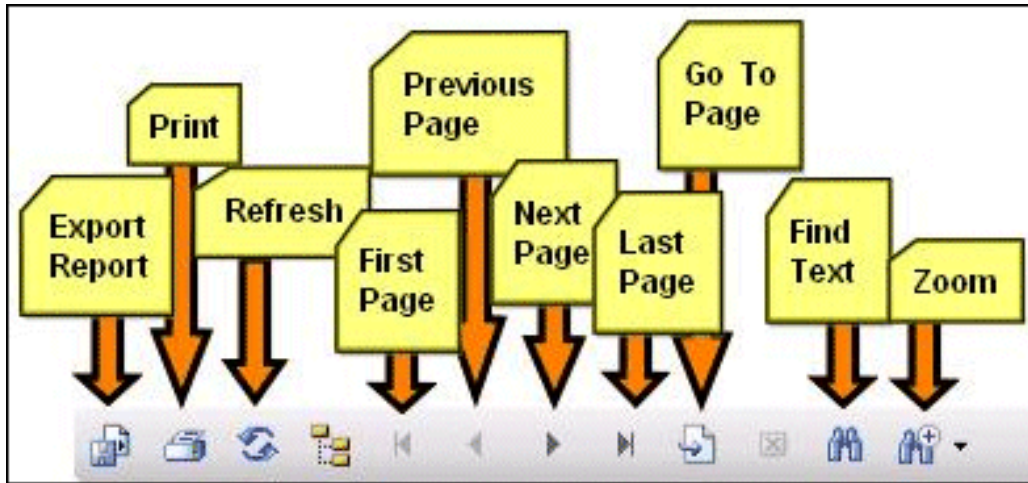 Export
Report
Print
Refresh
First
Page
Previous
Page
Next
Page
Last
Page
Go To
Page
Find
Text
Zoom